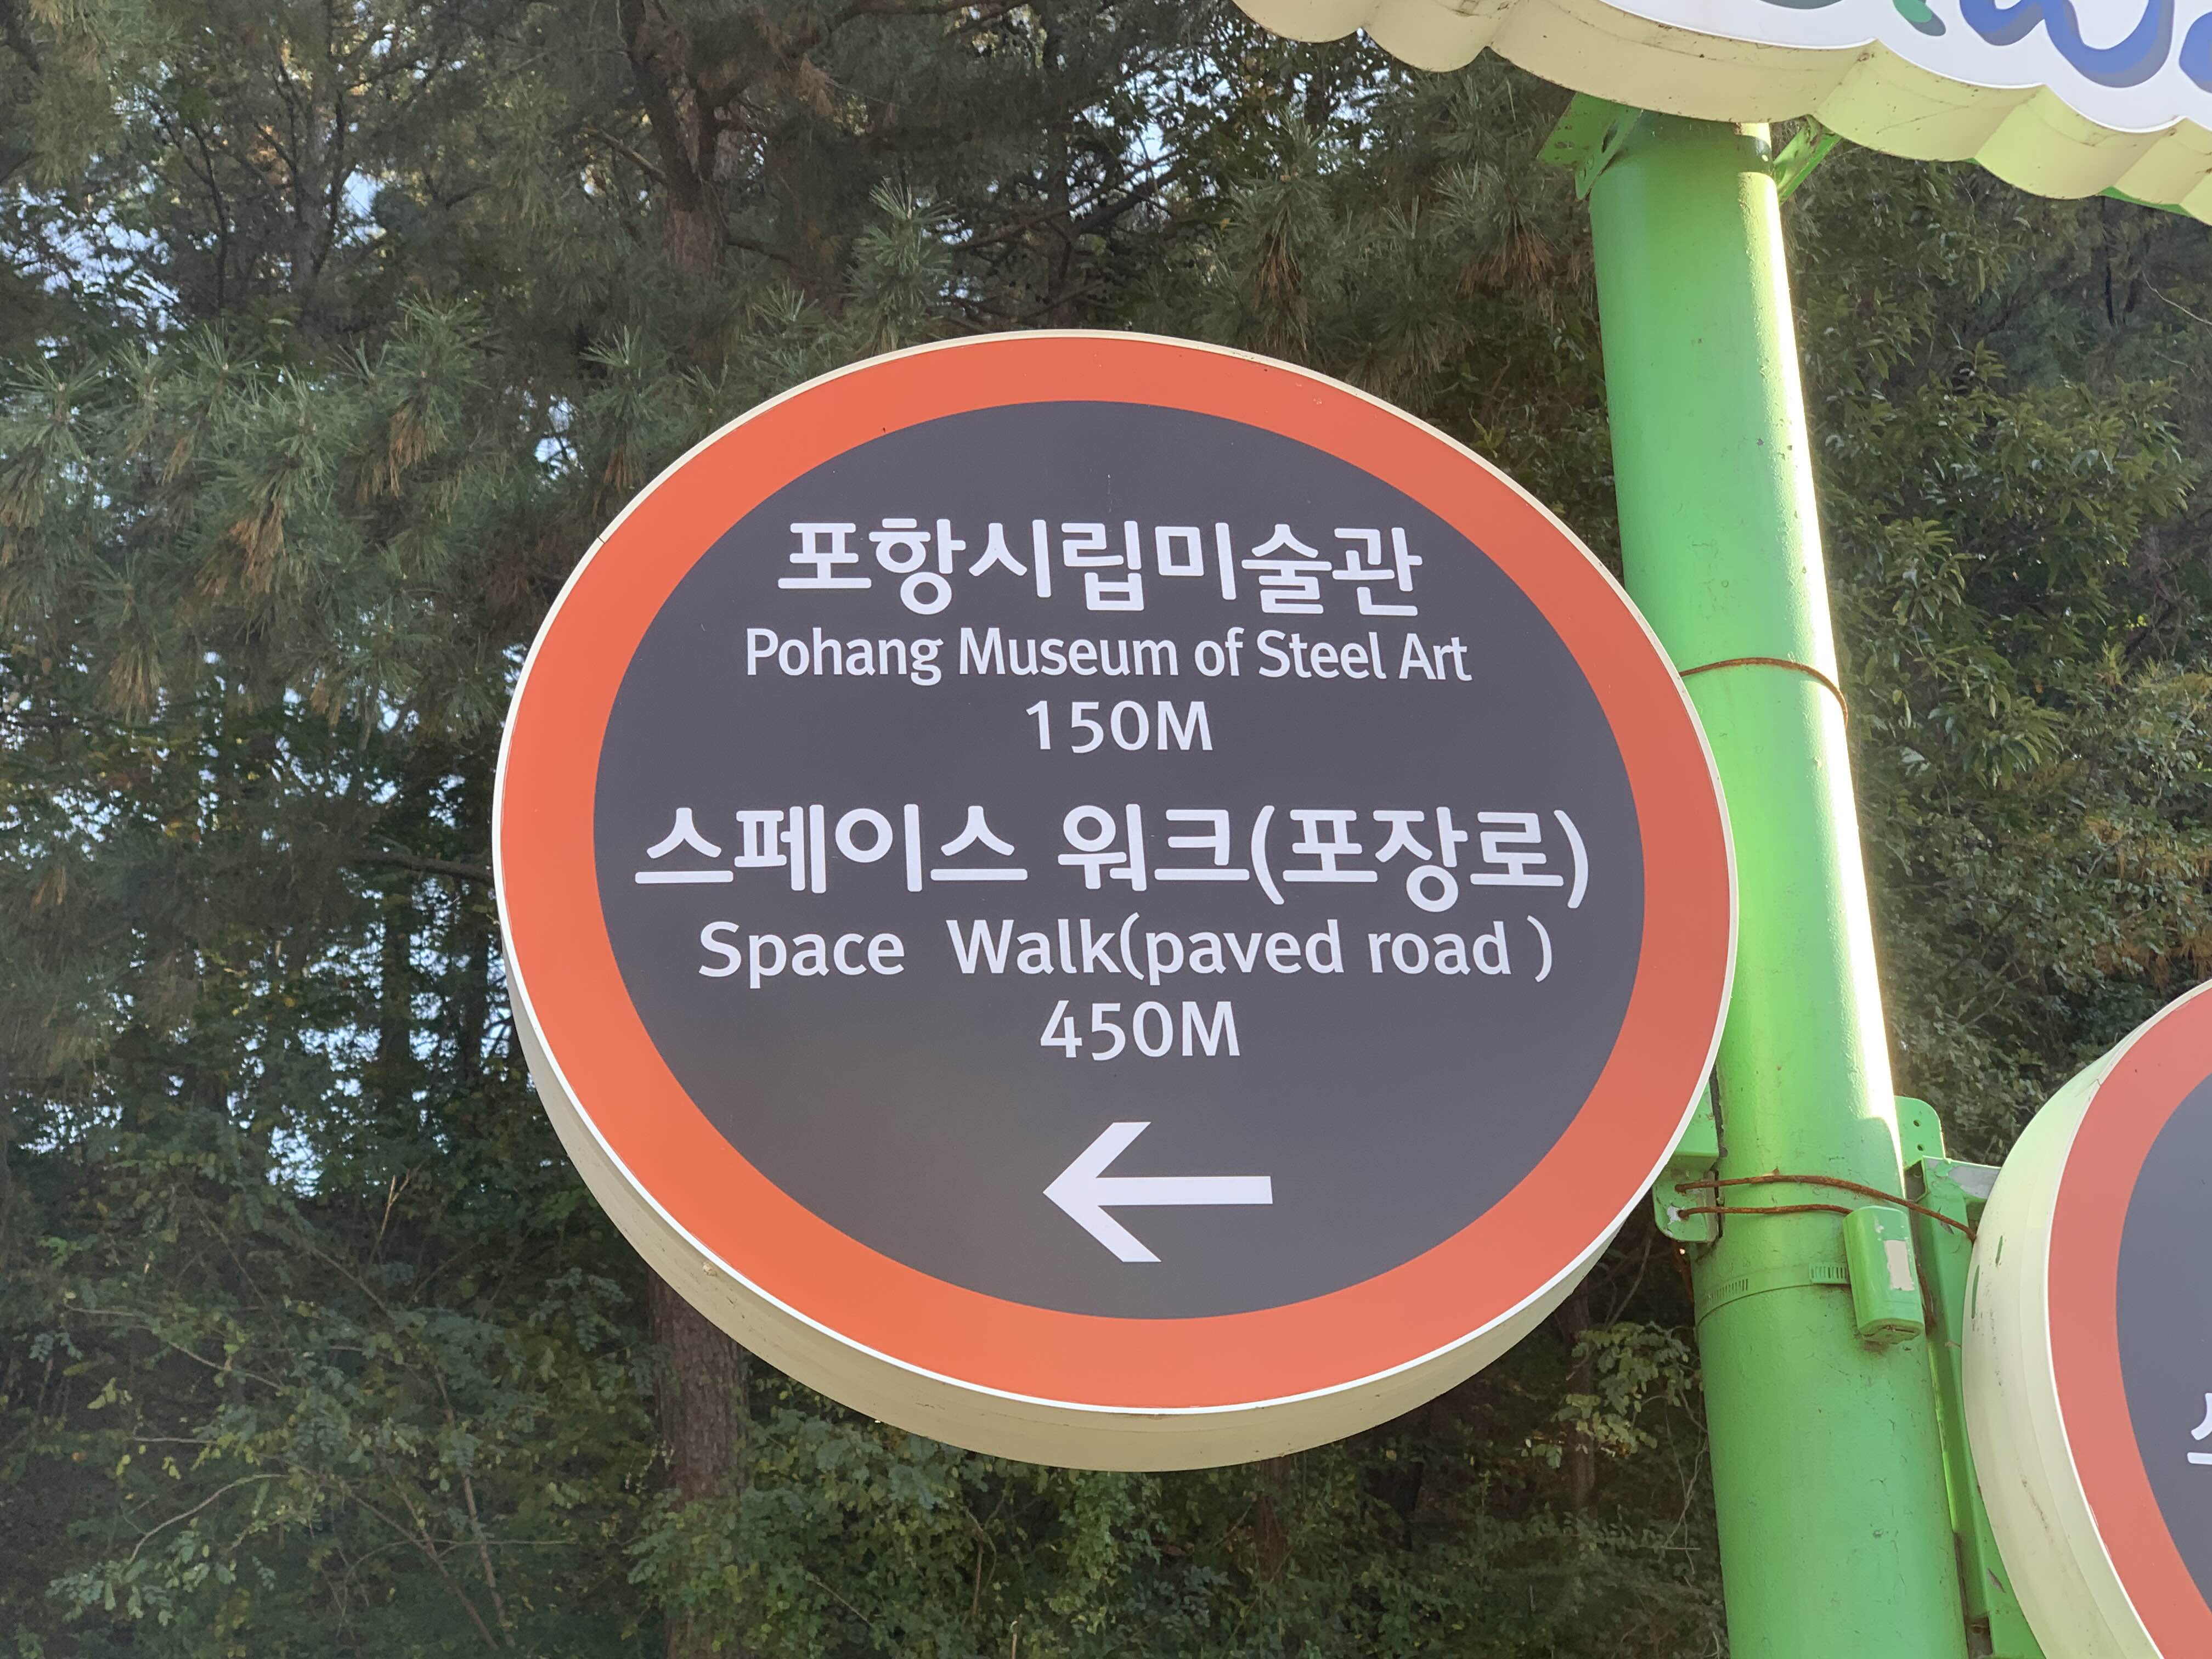 포항시립미술관
Pohang Museum of Steel Art
150M
스페이스 워크(포장로)
Space Walk(paved road )
450M